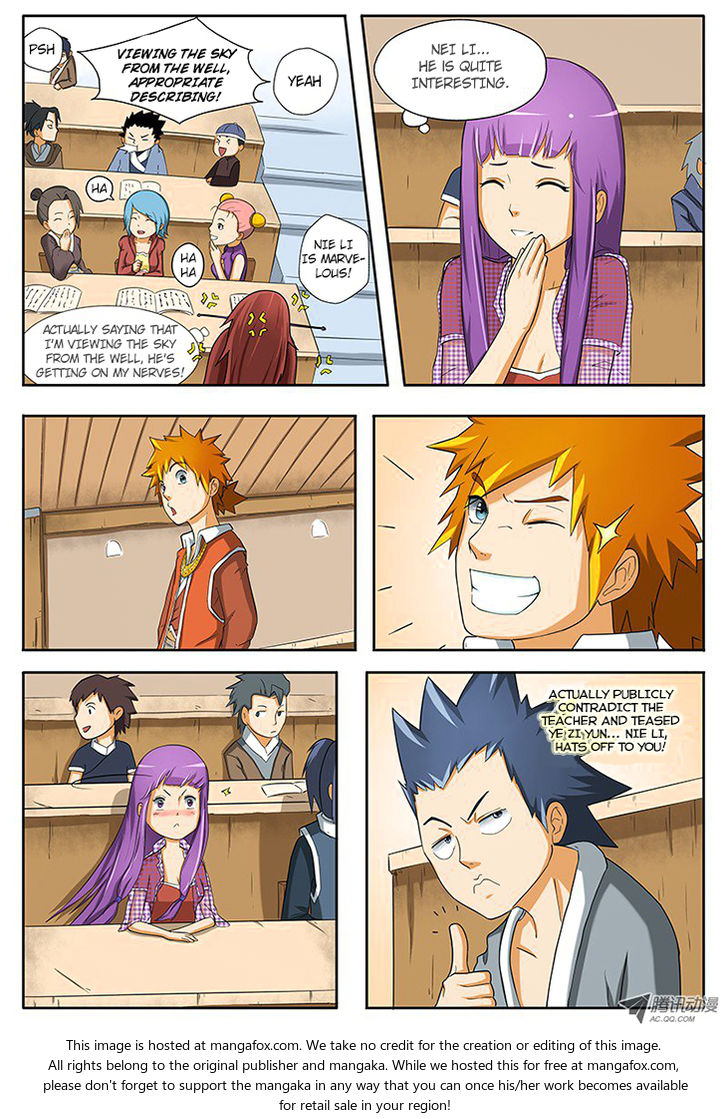 PSH
VIEWING THE SKY
FROM THE WELL,
APPROPRIATE
DESCRIBING!
YEAH
HA
HA
HA
NIE LI
IS MARVE-
LOUS!
ACTUALLY SAYING THAT
I'M VIEWING THE SKY
FROM THE WELL, HE'S
GETTING ON MY NERVES!
NEI LI...
HE IS QUITE
INTERESTING.
ACTUALLY PUBLICLY
CONTRADICT THE
TEACHER AND TEASED
YE ZI YUN... NIE LI,
HATS OFF TO YOU!
腾讯动漫
AC.QQ.COM
This image is hosted at mangafox.com. We take no credit for the creation or editing of this image.
All rights belong to the original publisher and mangaka. While we hosted this for free at mangafox.com,
please don't forget to support the mangaka in any way that you can once his/her work becomes available
for retail sale in your region!